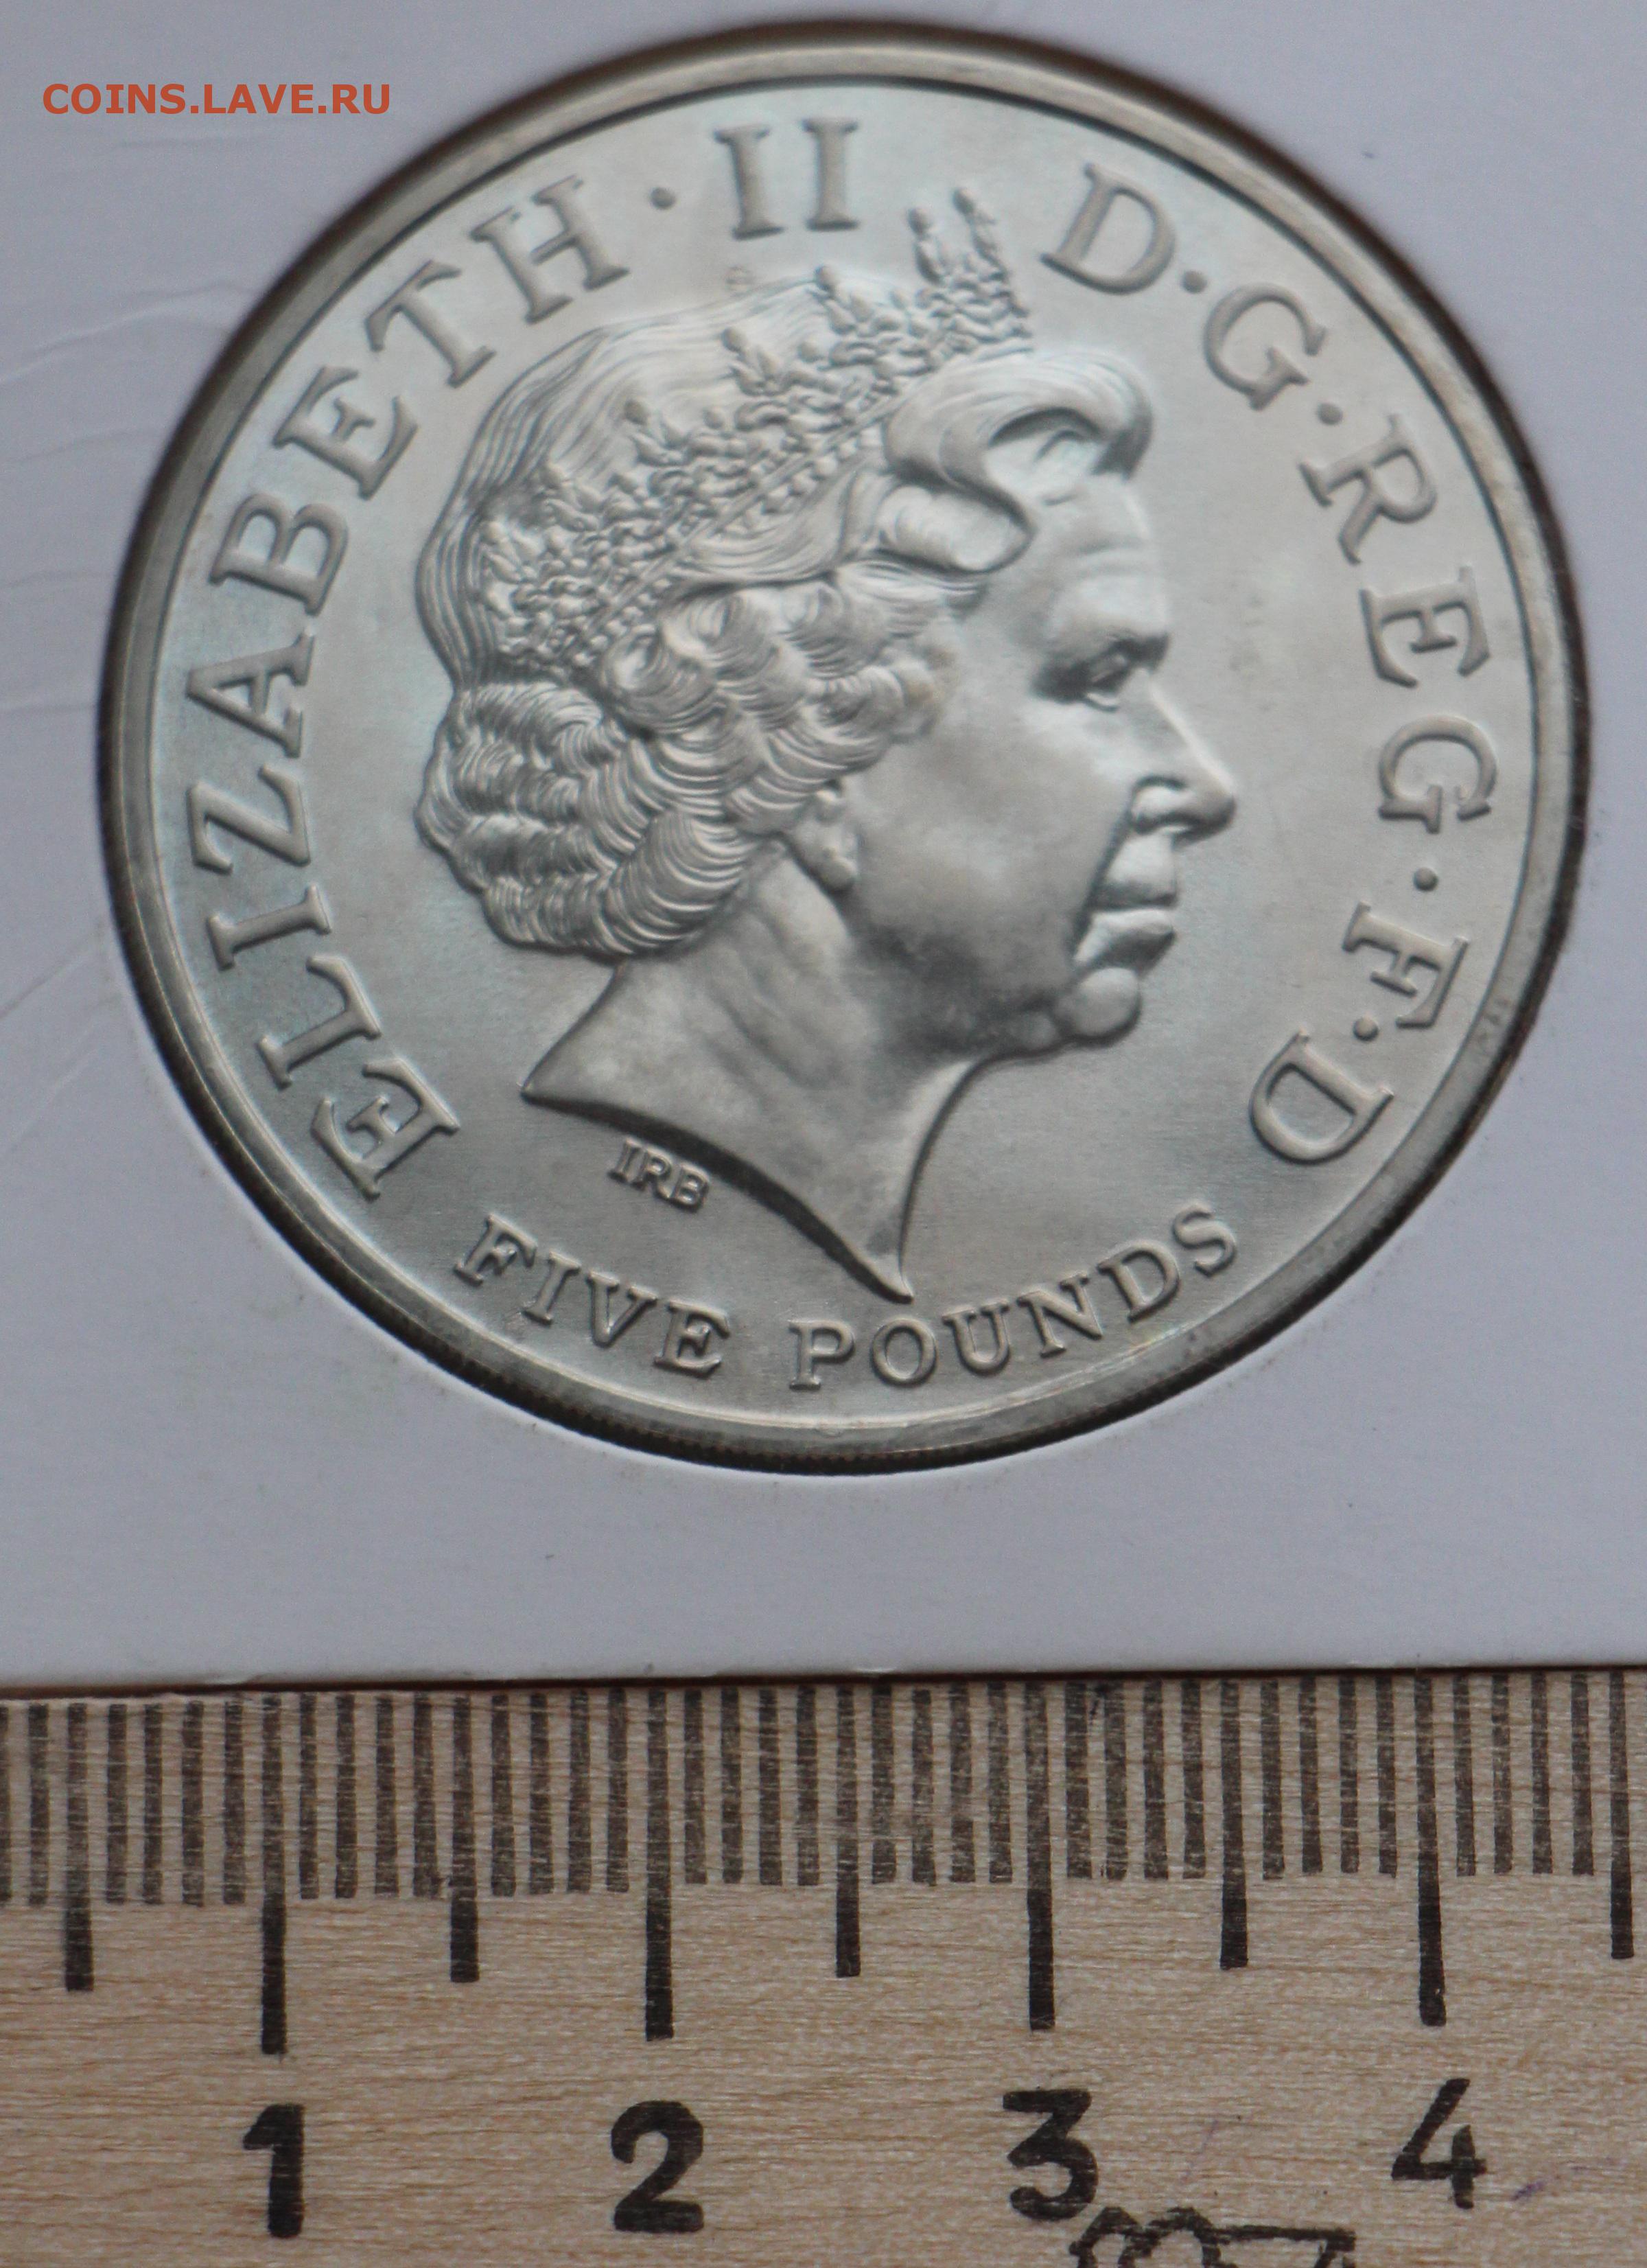 COINS.LAVE.RU
ELIZABETH · II D·G·REG·F·D
IRB
FIVE POUNDS
1 2 3 4